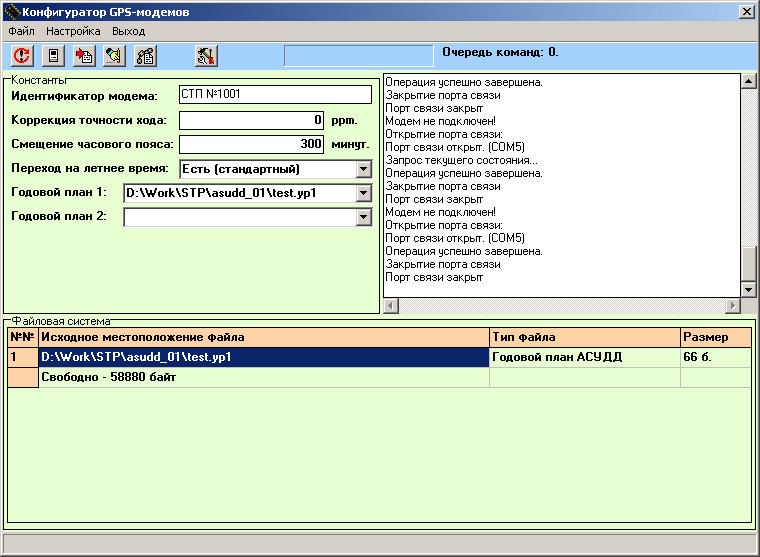 Конфигуратор GPS-модемов
Файл Настройка Выход
Очередь команд: 0.
Константы
Идентификатор модема: СТП №1001
Коррекция точности хода: 0 ppm.
Смещение часового пояса: 300 минут.
Переход на летнее время: Есть (стандартный)
Годовой план 1: D:\Work\STP\asudd_01\test.yp1
Годовой план 2:
Операция успешно завершена.
Закрытие порта связи
Порт связи закрыт
Модем не подключен!
Открытие порта связи:
Порт связи открыт. (COM5)
Запрос текущего состояния...
Операция успешно завершена.
Закрытие порта связи
Порт связи закрыт
Модем не подключен!
Открытие порта связи:
Порт связи открыт. (COM5)
Операция успешно завершена.
Закрытие порта связи
Порт связи закрыт
Файловая система
№№ Исходное местоположение файла Тип файла Размер
1 D:\Work\STP\asudd_01\test.yp1 Годовой план АСУДД 66 б.
Свободно - 58880 байт